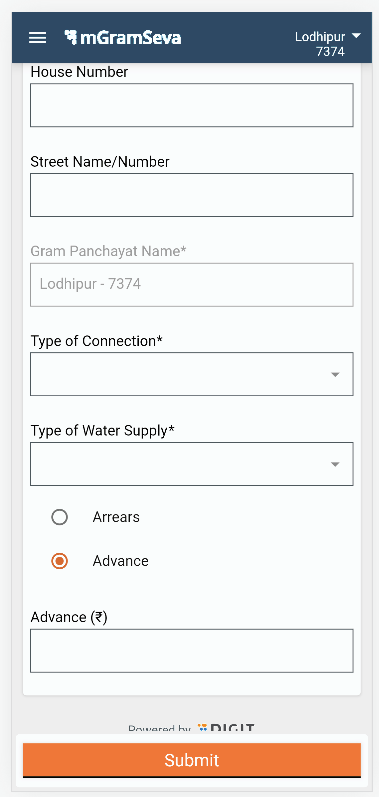 mGramSeva
Lodhipur
7374
House Number
Street Name/Number
Gram Panchayat Name*
Lodhipur - 7374
Type of Connection*
Type of Water Supply*
Arrears
Advance
Advance (₹)
Powered by DIGIT
Submit